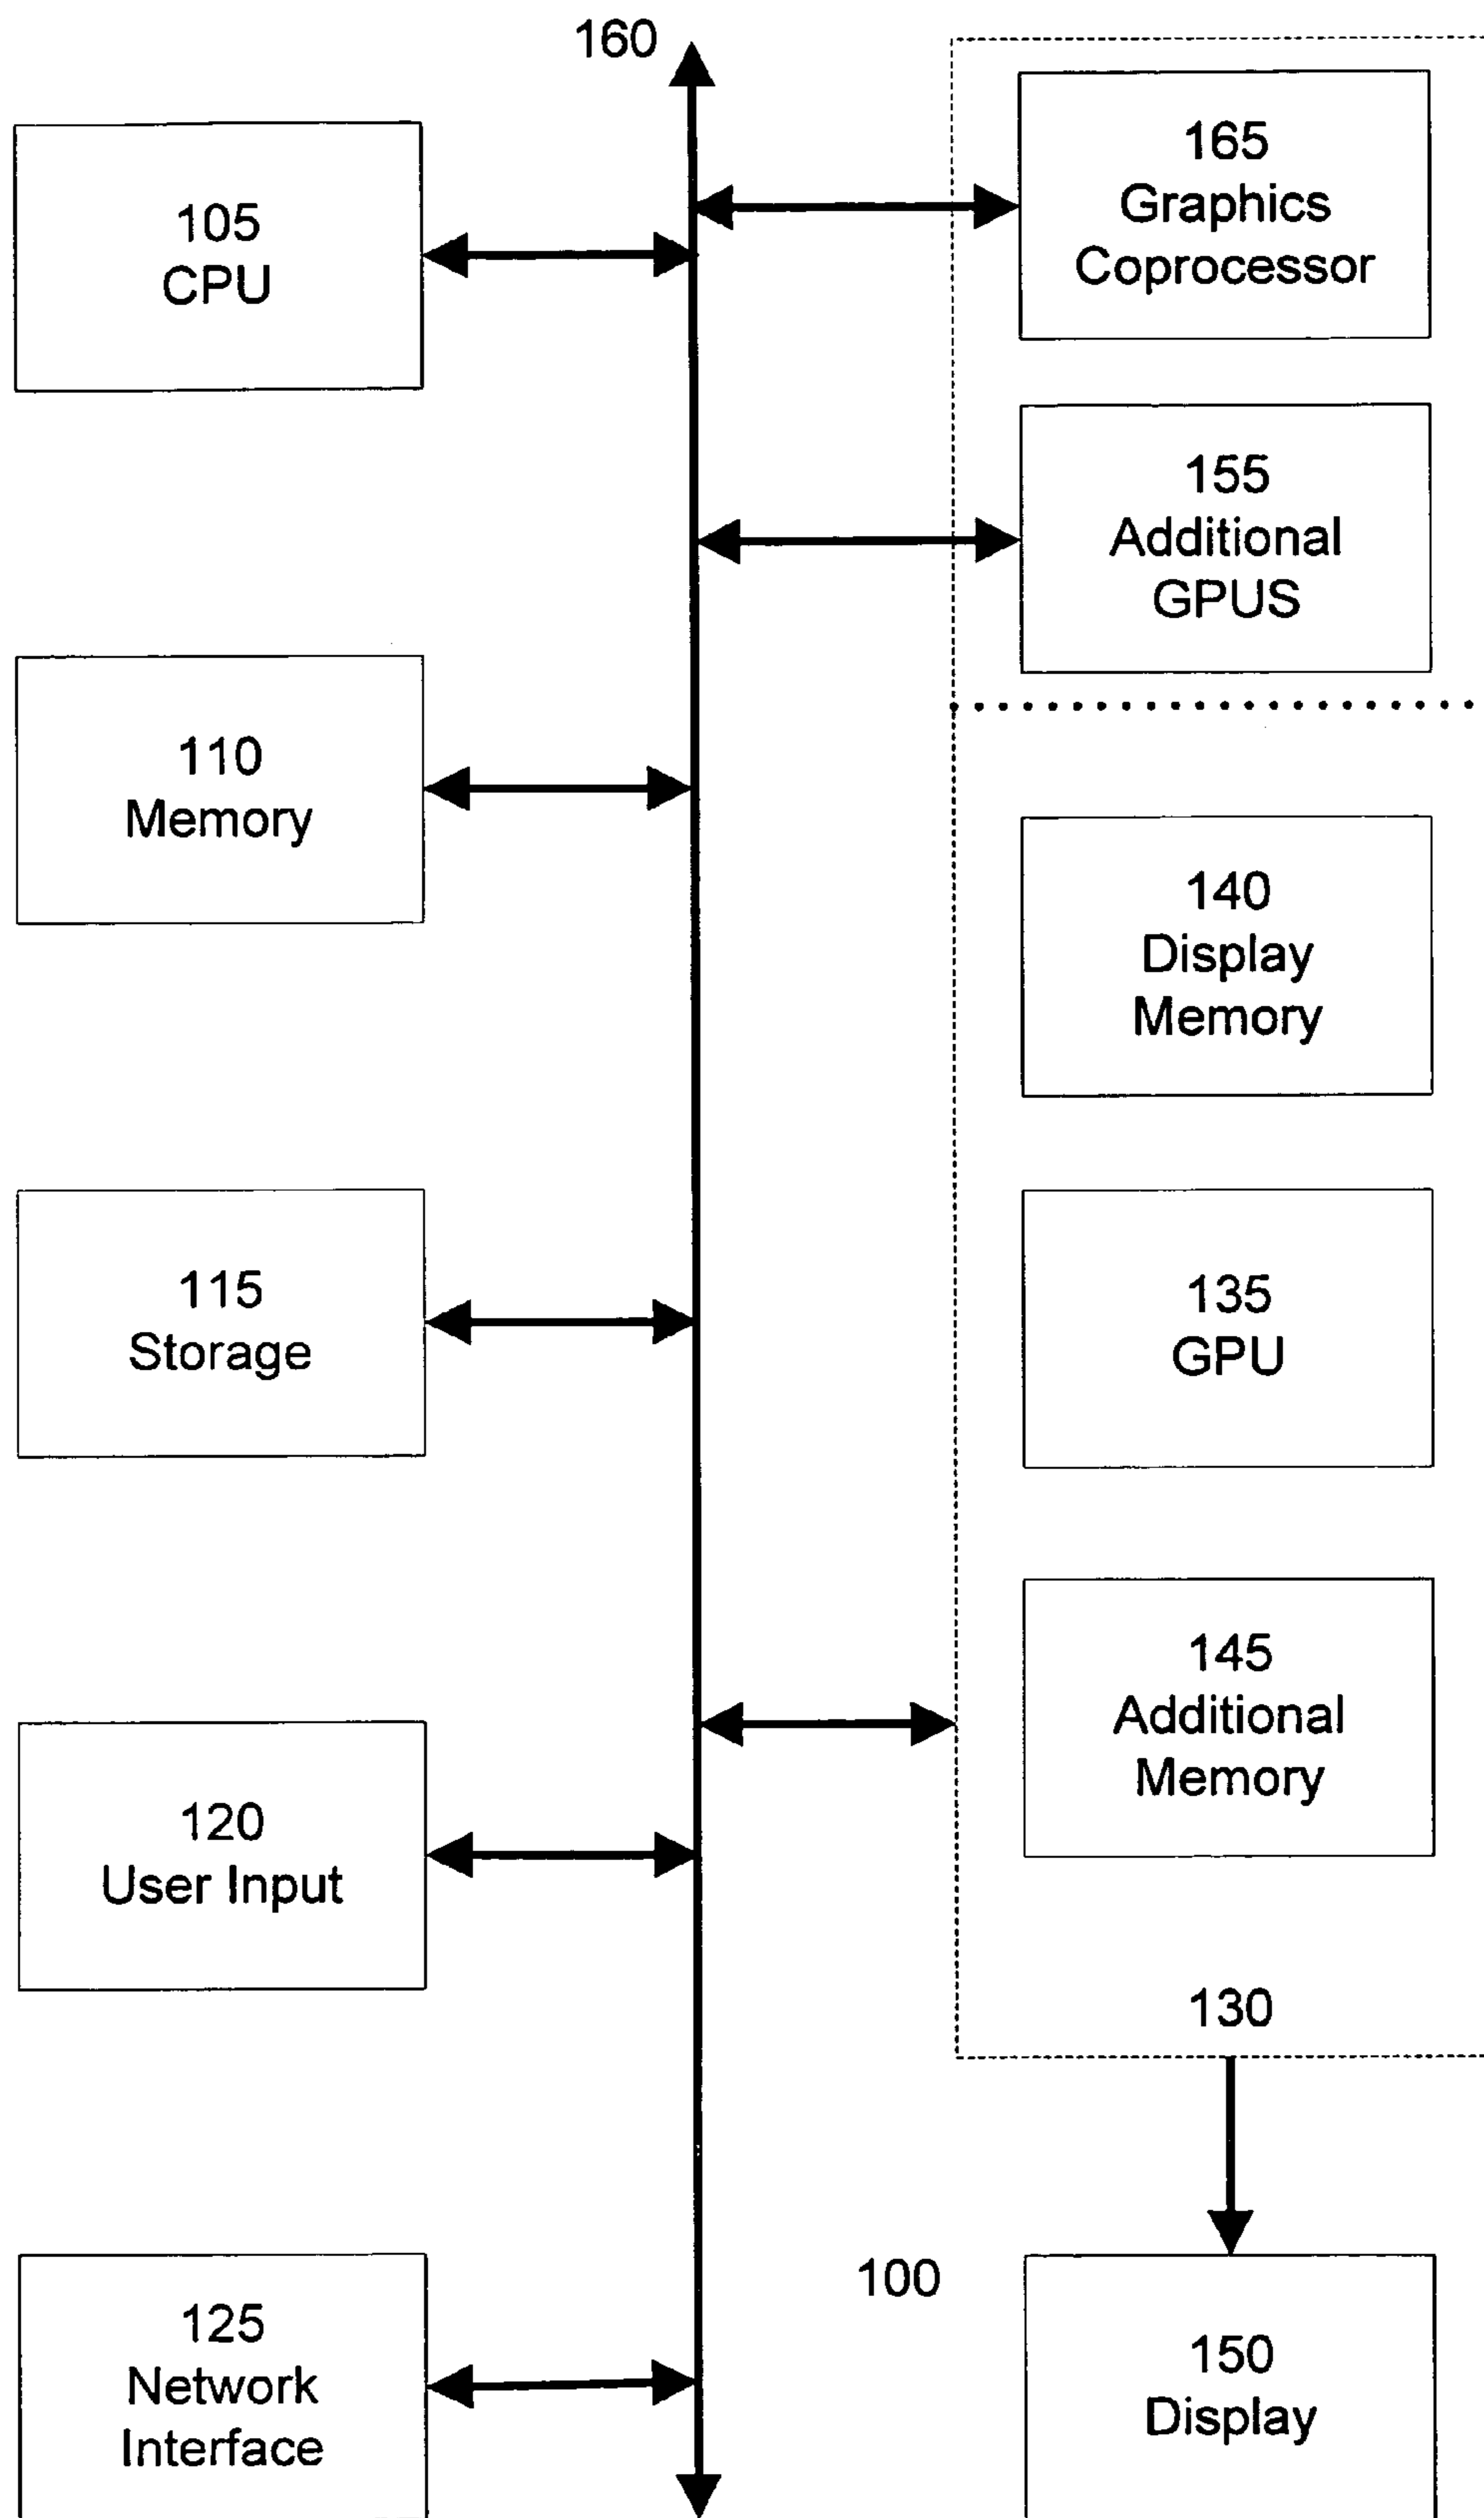 160
105
CPU
110
Memory
115
Storage
120
User Input
125
Network
Interface
165
Graphics
Coprocessor
155
Additional
GPUS
140
Display
Memory
135
GPU
145
Additional
Memory
130
100
150
Display